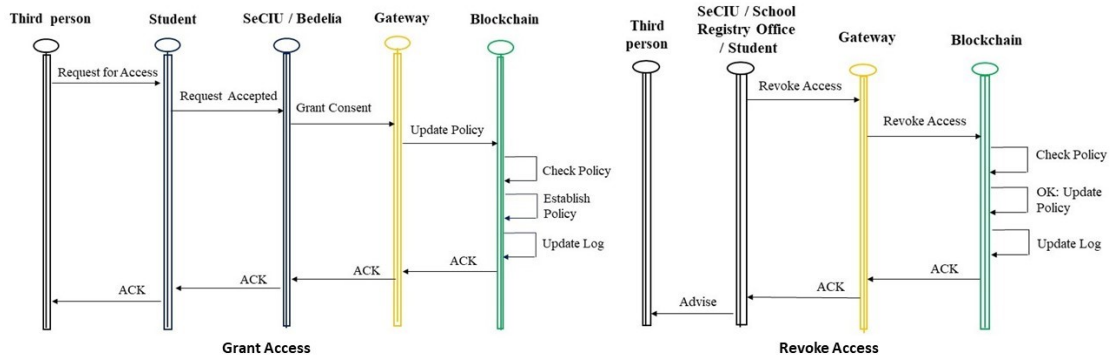 Third person
Student
SeCIU / Bedelia
Gateway
Blockchain
Request for Access
Request Accepted
Grant Consent
Update Policy
Check Policy
Establish
Policy
Update Log
ACK
ACK
ACK
ACK
Grant Access
Third
person
SeCIU / School
Registry Office
/ Student
Gateway
Blockchain
Revoke Access
Revoke Access
Check Policy
OK: Update
Policy
Update Log
ACK
ACK
Advise
Revoke Access